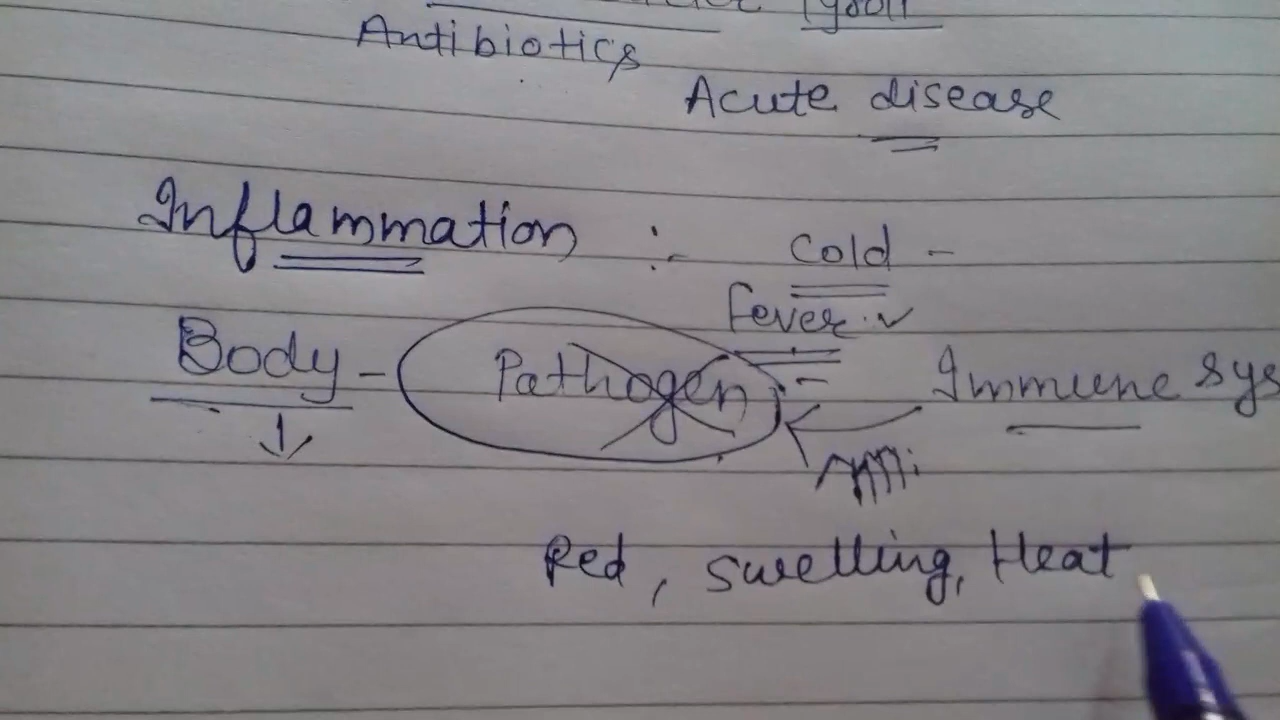 Antibiotics
Acute disease
Inflammation :- Cold -
Fever
Body - Pathogen
Immune sys
Red, swelling, Heat